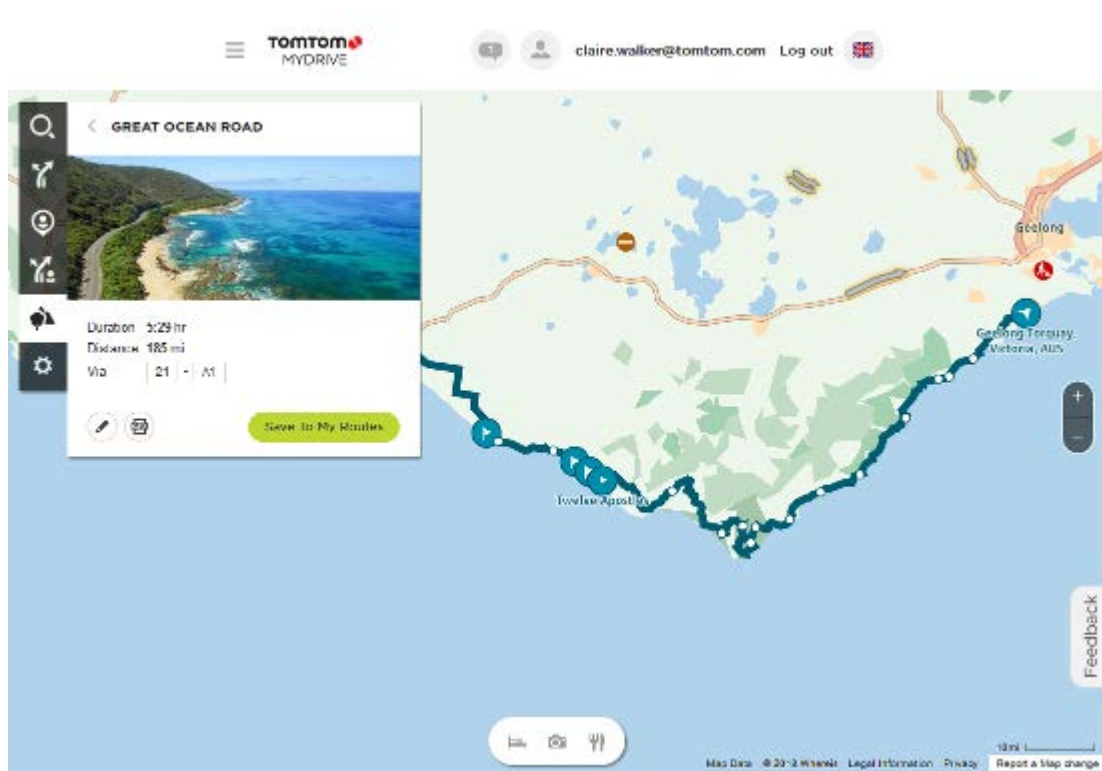 TOMTOM
MYDRIVE
claire.walker@tomtom.com Log out
GREAT OCEAN ROAD
Duration 5:29 hr
Distance 185 mi
Via 21 - A1
Save To My Routes
Geelong
Geelong Torquay,
Victoria, AUS
Twelve Apostles
+
-
Feedback
10mi
Map Data © 2018 Whereis Legal Information Privacy Report a Map change